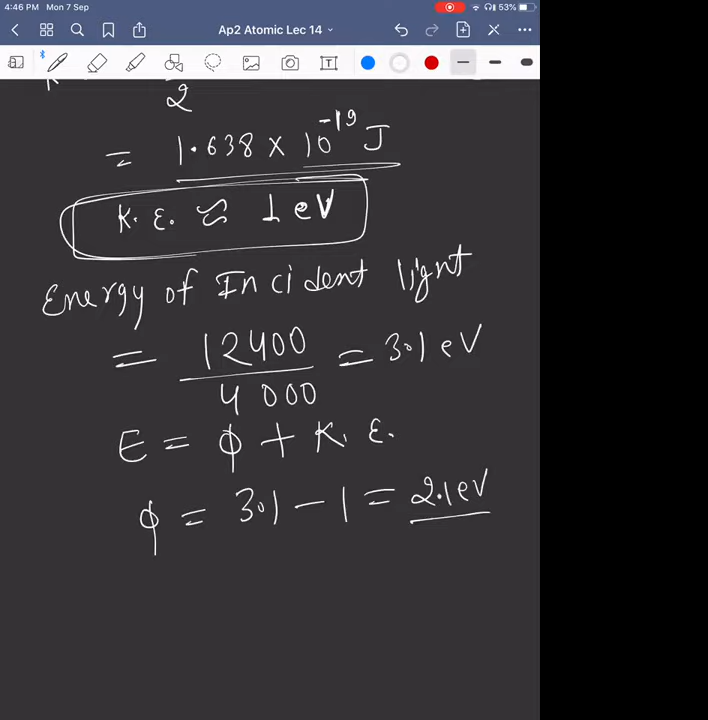 4:46 PM Mon 7 Sep
53%
Ap2 Atomic Lec 14
T
2
= 1.638 × 10^-19 J
K.E. ≈ 1 eV
Energy of Incident light
= 12400 / 4000 = 3.1 eV
E = ϕ + K.E.
ϕ = 3.1 - 1 = 2.1 eV